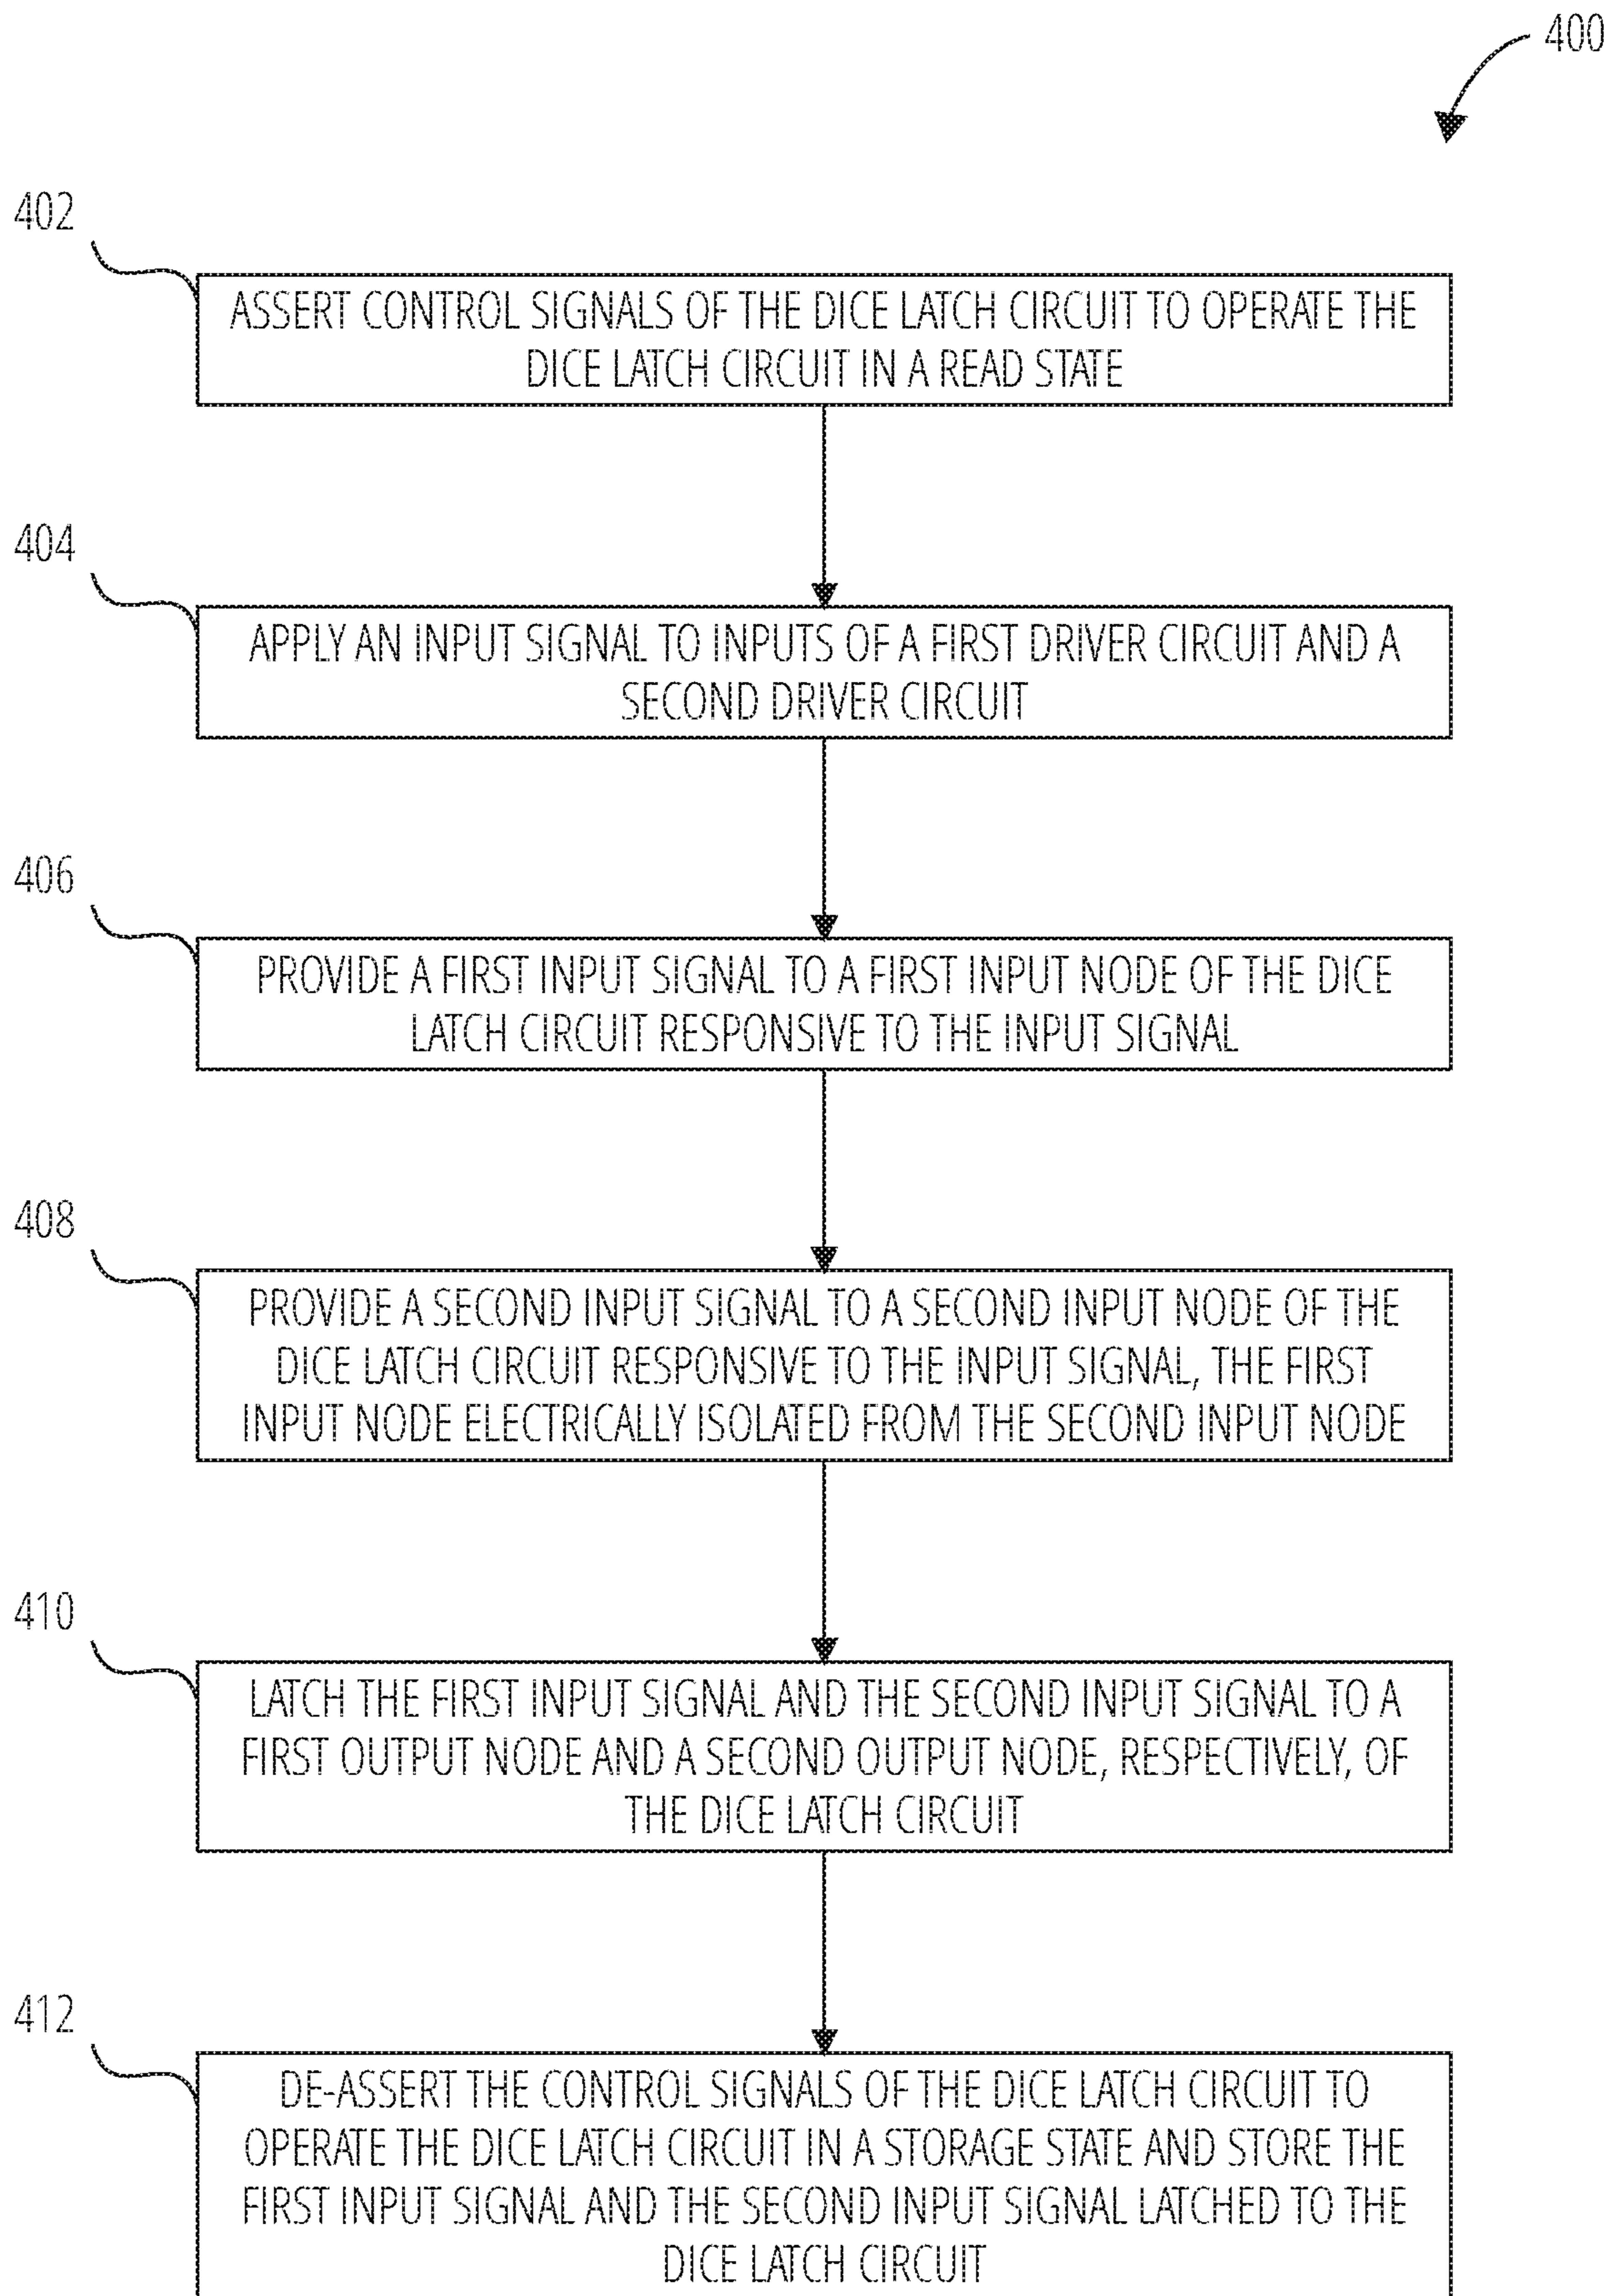 400
402
ASSERT CONTROL SIGNALS OF THE DICE LATCH CIRCUIT TO OPERATE THE
DICE LATCH CIRCUIT IN A READ STATE
404
APPLY AN INPUT SIGNAL TO INPUTS OF A FIRST DRIVER CIRCUIT AND A
SECOND DRIVER CIRCUIT
406
PROVIDE A FIRST INPUT SIGNAL TO A FIRST INPUT NODE OF THE DICE
LATCH CIRCUIT RESPONSIVE TO THE INPUT SIGNAL
408
PROVIDE A SECOND INPUT SIGNAL TO A SECOND INPUT NODE OF THE
DICE LATCH CIRCUIT RESPONSIVE TO THE INPUT SIGNAL, THE FIRST
INPUT NODE ELECTRICALLY ISOLATED FROM THE SECOND INPUT NODE
410
LATCH THE FIRST INPUT SIGNAL AND THE SECOND INPUT SIGNAL TO A
FIRST OUTPUT NODE AND A SECOND OUTPUT NODE, RESPECTIVELY, OF
THE DICE LATCH CIRCUIT
412
DE-ASSERT THE CONTROL SIGNALS OF THE DICE LATCH CIRCUIT TO
OPERATE THE DICE LATCH CIRCUIT IN A STORAGE STATE AND STORE THE
FIRST INPUT SIGNAL AND THE SECOND INPUT SIGNAL LATCHED TO THE
DICE LATCH CIRCUIT